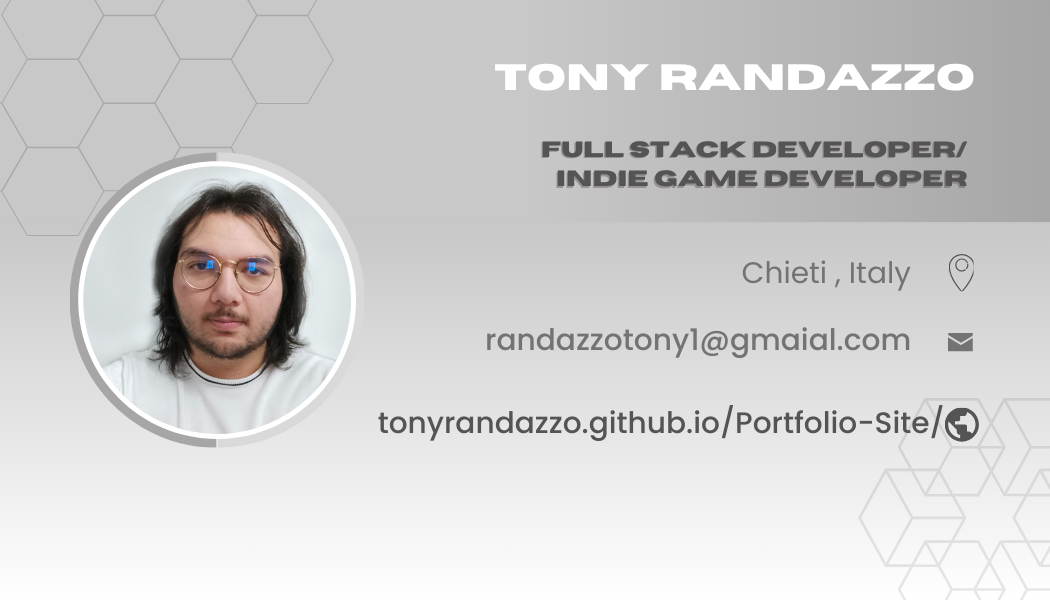 TONY RANDAZZO
FULL STACK DEVELOPER/
INDIE GAME DEVELOPER
Chieti , Italy
randazzotony1@gmaial.com
tonyrandazzo.github.io/Portfolio-Site/